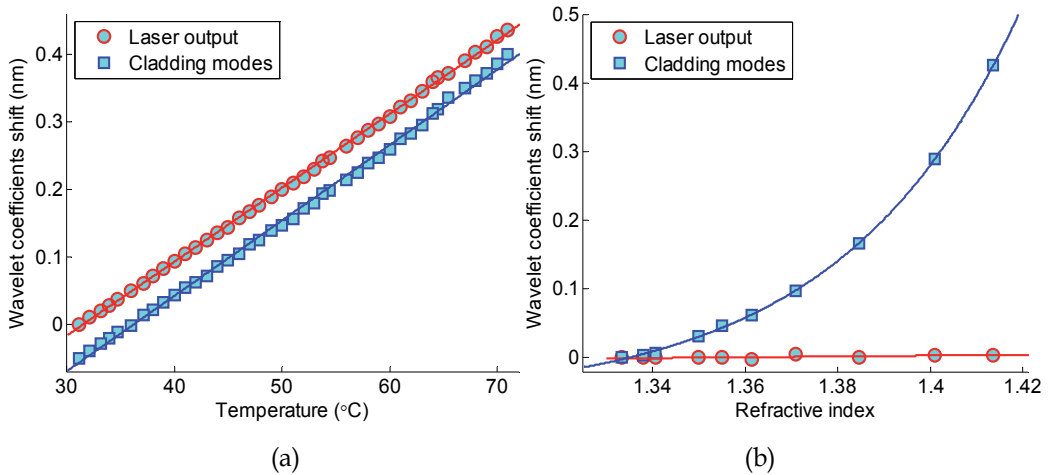 Laser output
Cladding modes
Wavelet coefficients shift (nm)
0.4
0.3
0.2
0.1
0
30
40
50
60
70
Temperature (°C)
(a)
Laser output
Cladding modes
Wavelet coefficients shift (nm)
0.5
0.4
0.3
0.2
0.1
0
1.34
1.36
1.38
1.4
1.42
Refractive index
(b)